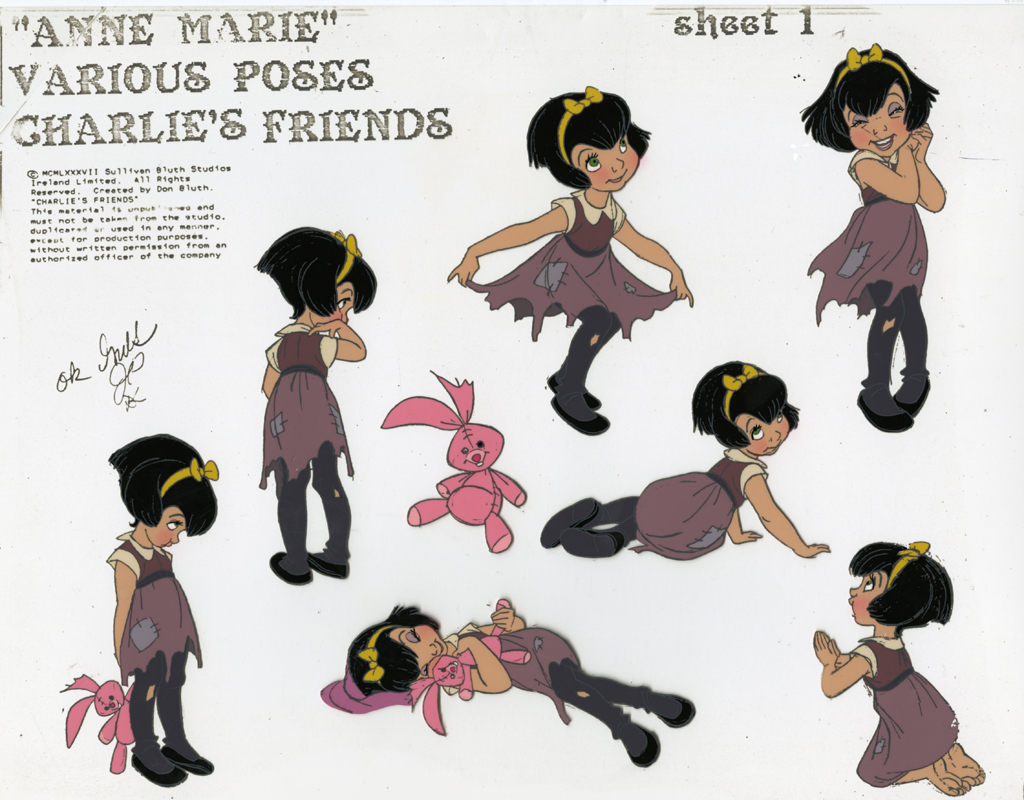 "ANNE MARIE"
VARIOUS POSES
CHARLIE'S FRIENDS
sheet 1
© MCMLXXXVII Sullivan Bluth Studios
Ireland Limited. All Rights
Reserved. Created by Don Bluth.
"CHARLIE'S FRIENDS"
This material is unpublished and
must not be taken from the studio,
duplicated or used in any manner,
except for production purposes,
without written permission from an
authorized officer of the company
ok